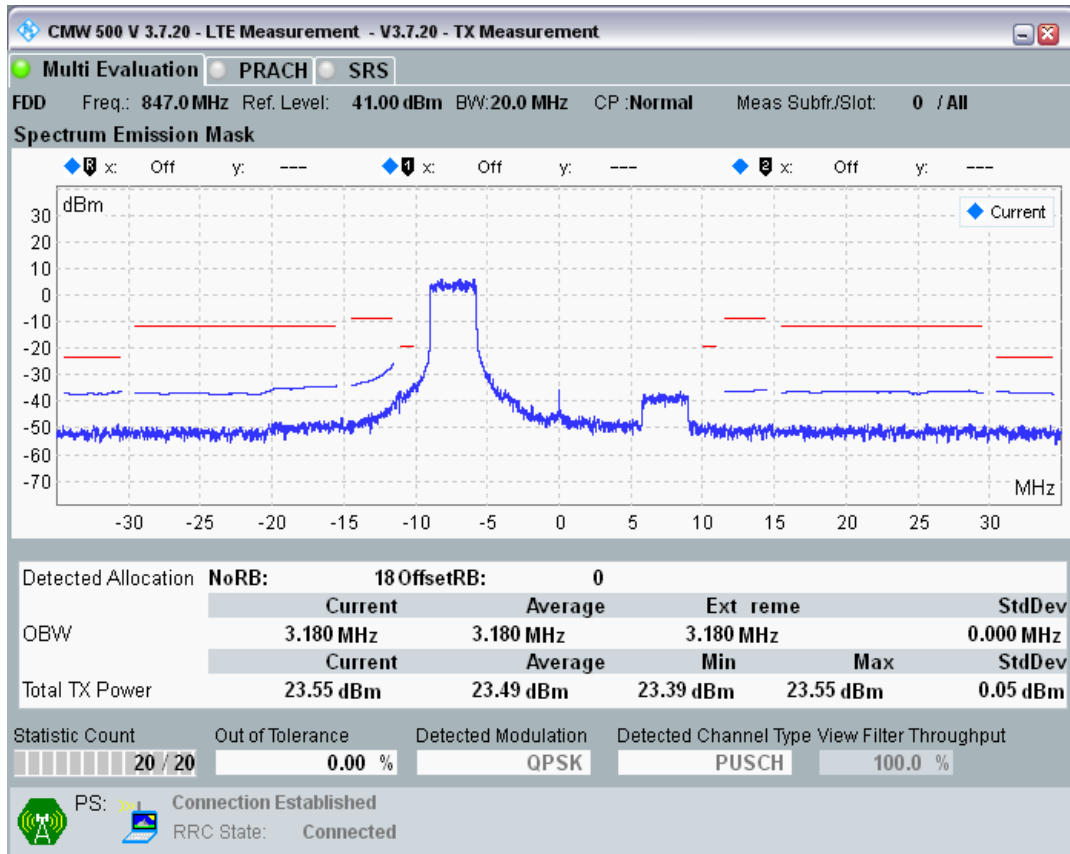 CMW 500 V 3.7.20 - LTE Measurement - V3.7.20 - TX Measurement
Multi Evaluation PRACH SRS
FDD Freq.: 847.0 MHz Ref. Level: 41.00 dBm BW:20.0 MHz CP :Normal Meas Subfr./Slot: 0 / All
Spectrum Emission Mask
R x: Off y: --- 1 x: Off y: --- 2 x: Off y: ---
dBm
Current
30
20
10
0
-10
-20
-30
-40
-50
-60
-70
MHz
-30 -25 -20 -15 -10 -5 0 5 10 15 20 25 30
Detected Allocation NoRB: 18 OffsetRB: 0
Current Average Ext reme StdDev
OBW 3.180 MHz 3.180 MHz 3.180 MHz 0.000 MHz
Current Average Min Max StdDev
Total TX Power 23.55 dBm 23.49 dBm 23.39 dBm 23.55 dBm 0.05 dBm
Statistic Count Out of Tolerance Detected Modulation Detected Channel Type View Filter Throughput
20 / 20 0.00 % QPSK PUSCH 100.0 %
PS: Connection Established
RRC State: Connected